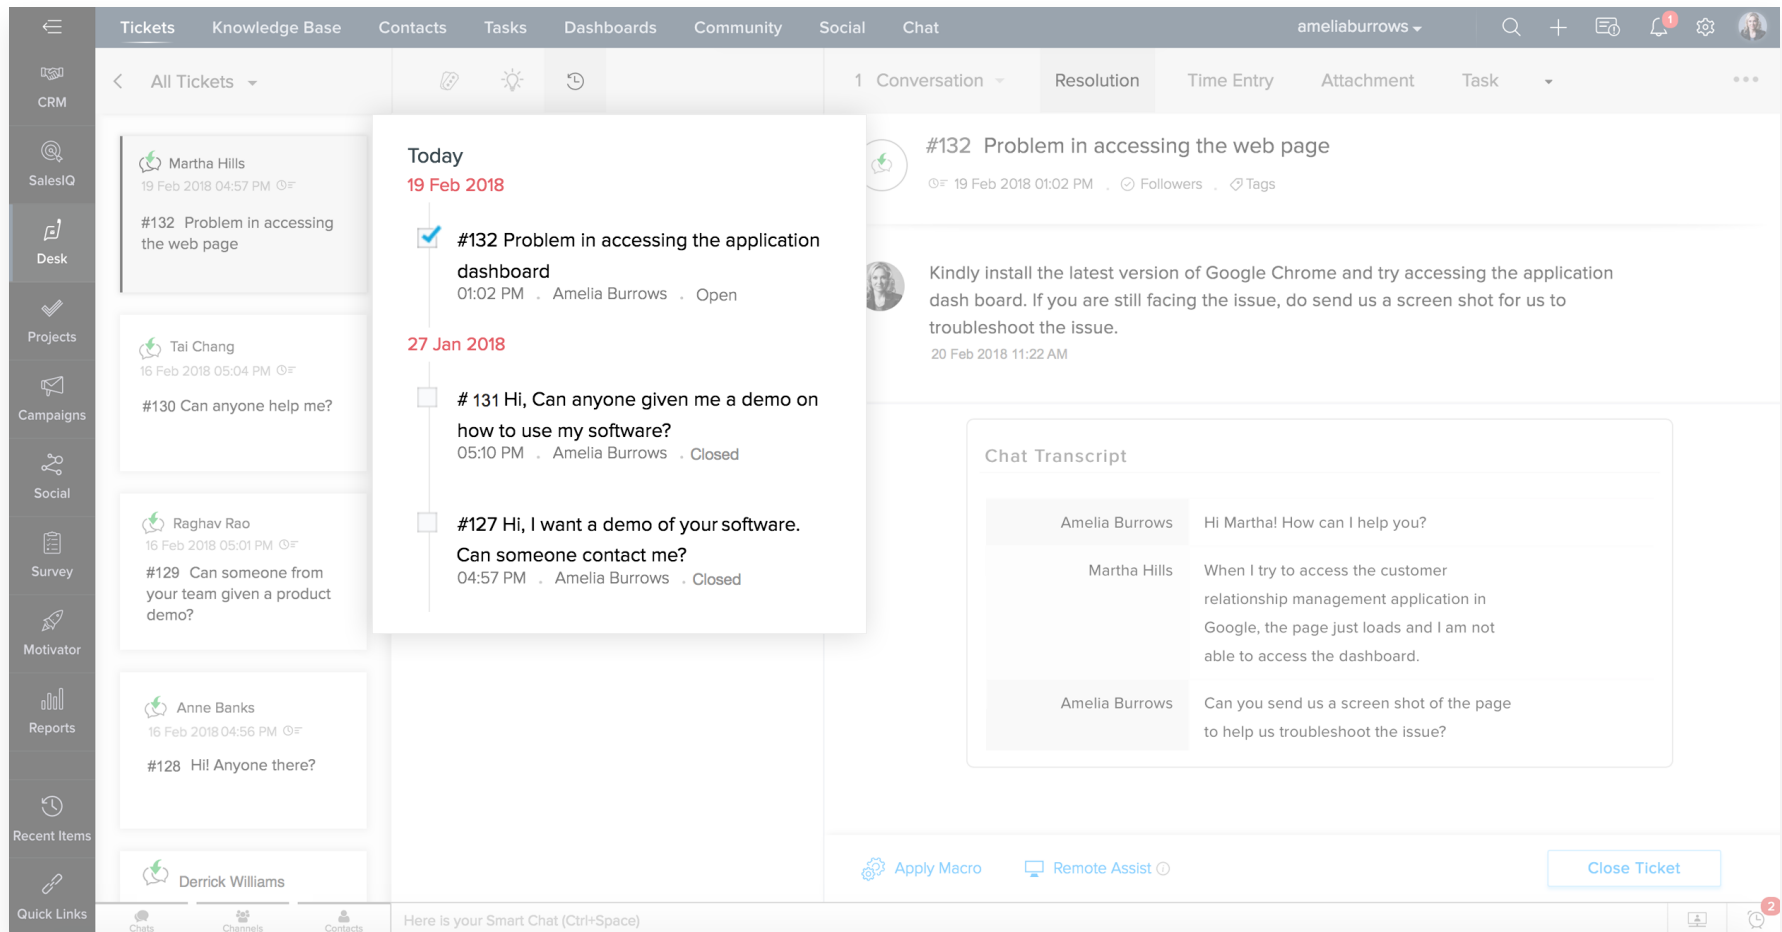 Tickets Knowledge Base Contacts Tasks Dashboards Community Social Chat ameliaburrows 1
CRM
SalesIQ
Desk
Projects
Campaigns
Social
Survey
Motivator
Reports
Recent Items
Quick Links
All Tickets
Martha Hills
19 Feb 2018 04:57 PM
#132 Problem in accessing
the web page
Tai Chang
16 Feb 2018 05:04 PM
#130 Can anyone help me?
Raghav Rao
16 Feb 2018 05:01 PM
#129 Can someone from
your team given a product
demo?
Anne Banks
16 Feb 2018 04:56 PM
#128 Hi! Anyone there?
Derrick Williams
Today
19 Feb 2018
#132 Problem in accessing the application
dashboard
01:02 PM . Amelia Burrows . Open
27 Jan 2018
# 131 Hi, Can anyone given me a demo on
how to use my software?
05:10 PM . Amelia Burrows . Closed
#127 Hi, I want a demo of your software.
Can someone contact me?
04:57 PM . Amelia Burrows . Closed
1 Conversation Resolution Time Entry Attachment Task
#132 Problem in accessing the web page
19 Feb 2018 01:02 PM . Followers . Tags
Kindly install the latest version of Google Chrome and try accessing the application
dash board. If you are still facing the issue, do send us a screen shot for us to
troubleshoot the issue.
20 Feb 2018 11:22 AM
Chat Transcript
Amelia Burrows Hi Martha! How can I help you?
Martha Hills When I try to access the customer
relationship management application in
Google, the page just loads and I am not
able to access the dashboard.
Amelia Burrows Can you send us a screen shot of the page
to help us troubleshoot the issue?
Apply Macro Remote Assist Close Ticket
Chats Channels Contacts Here is your Smart Chat (Ctrl+Space) 2